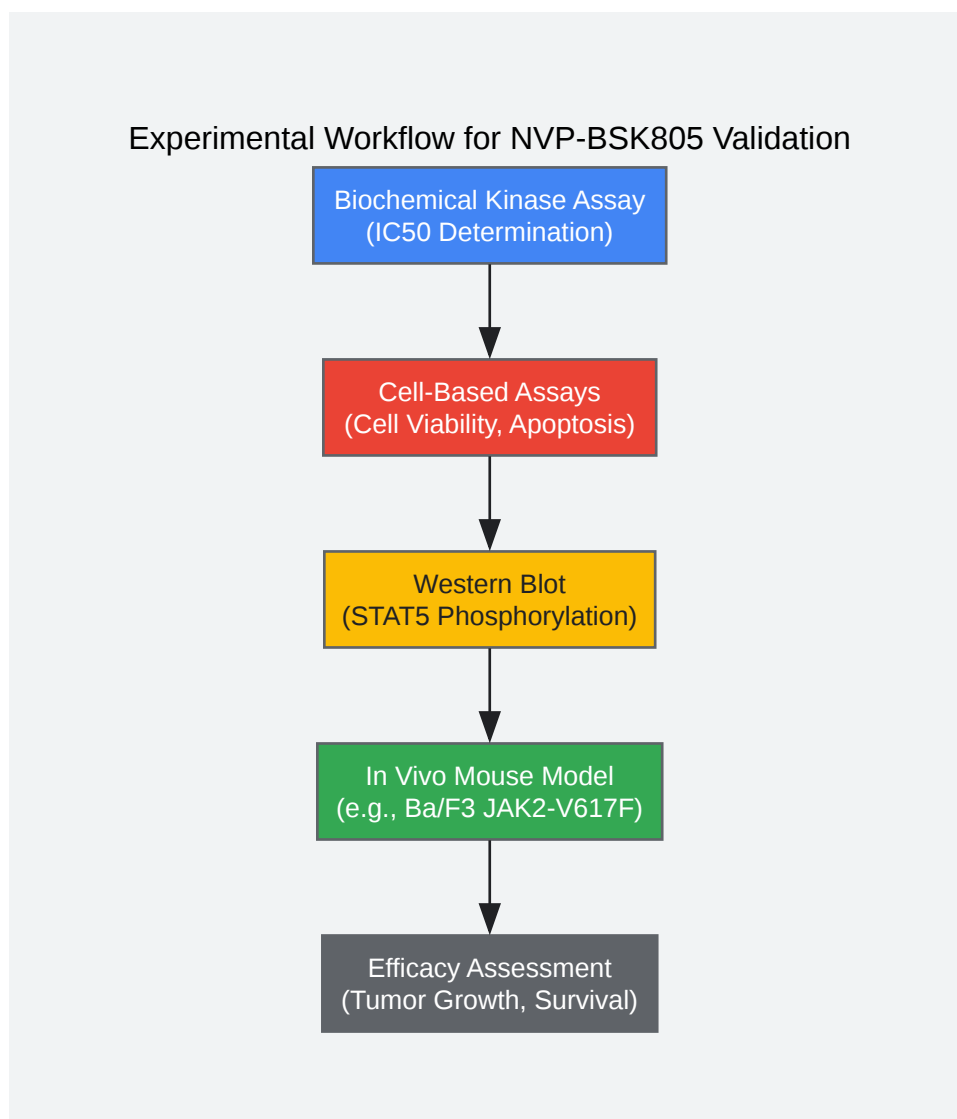 Experimental Workflow for NVP-BSK805 Validation
Biochemical Kinase Assay
(IC50 Determination)
Cell-Based Assays
(Cell Viability, Apoptosis)
Western Blot
(STAT5 Phosphorylation)
In Vivo Mouse Model
(e.g., Ba/F3 JAK2-V617F)
Efficacy Assessment
(Tumor Growth, Survival)